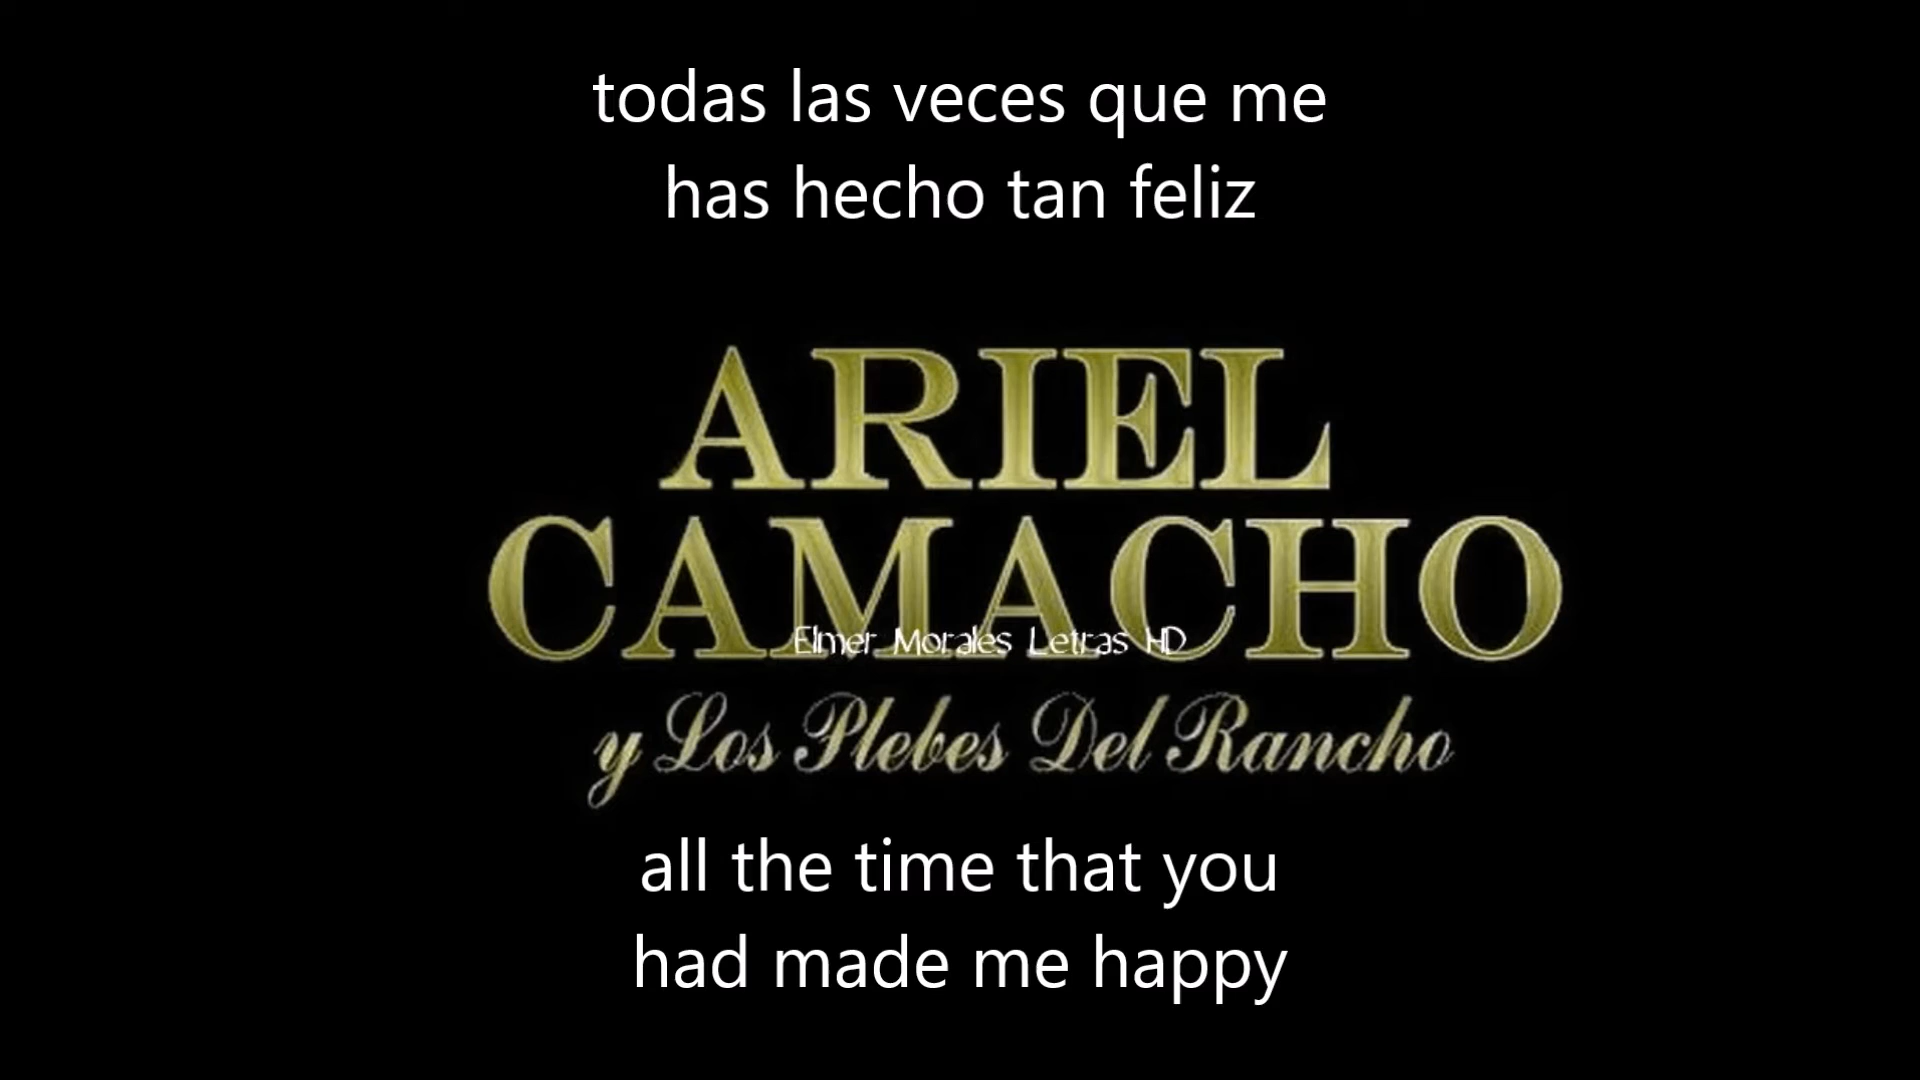 todas las veces que me
has hecho tan feliz
ARIEL
CAMACHO
Elmer Morales Letras HD
y Los Plebes Del Rancho
all the time that you
had made me happy